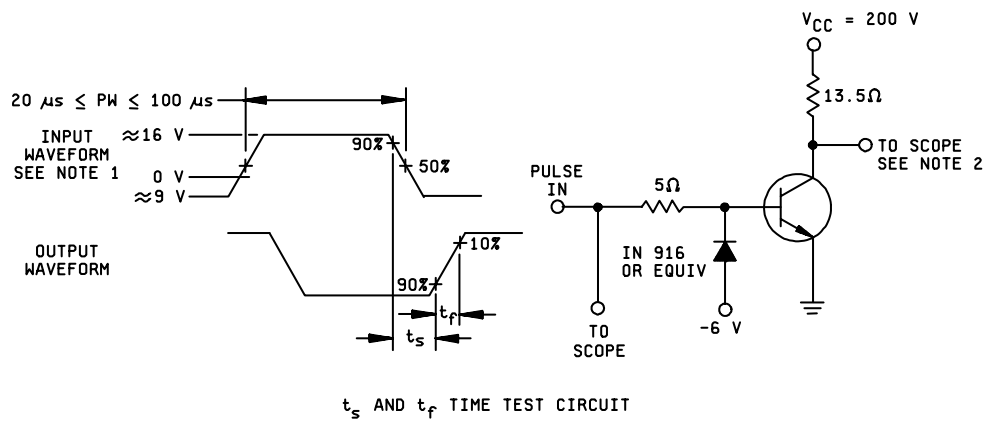 20 µs ≤ PW ≤ 100 µs
INPUT
WAVEFORM
SEE NOTE 1
≈16 V
0 V
≈9 V
90%
50%
OUTPUT
WAVEFORM
10%
90%
tf
ts
VCC = 200 V
13.5Ω
TO SCOPE
SEE NOTE 2
PULSE
IN
5Ω
IN 916
OR EQUIV
-6 V
TO
SCOPE
ts AND tf TIME TEST CIRCUIT